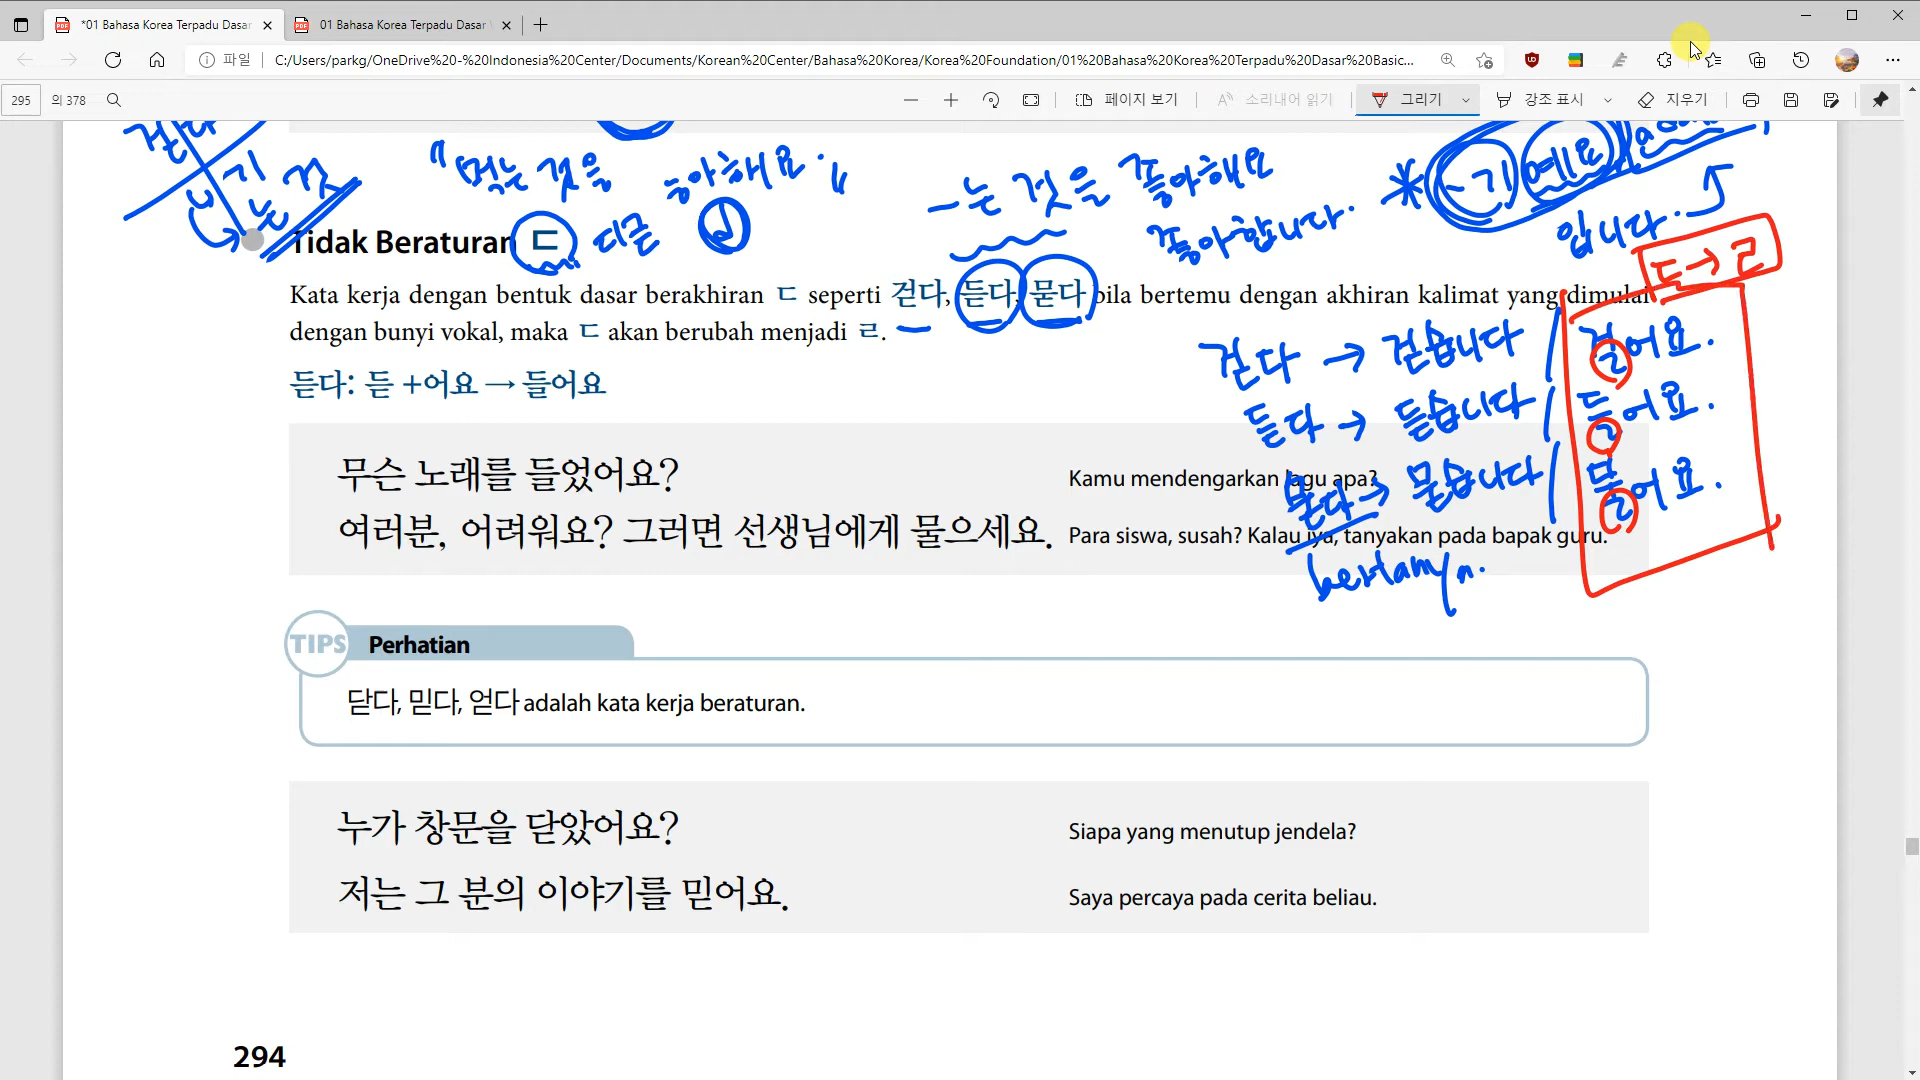 *01 Bahasa Korea Terpadu Dasar
01 Bahasa Korea Terpadu Dasar
파일
C:/Users/parkg/OneDrive%20-%20Indonesia%20Center/Documents/Korean%20Center/Bahasa%20Korea/Korea%20Foundation/01%20Bahasa%20Korea%20Terpadu%20Dasar%20Basic...
295 의 378
페이지 보기
소리내어 읽기
그리기
강조 표시
지우기
걷다
기
는 것
"먹는 것을 좋아해요."
-는 것을 좋아해요
좋아합니다.
* -기 예요
입니다.
Tidak Beraturan ㄷ 디귿 d
ㄷ→ㄹ
Kata kerja dengan bentuk dasar berakhiran ㄷ seperti 걷다, 듣다, 묻다 bila bertemu dengan akhiran kalimat yang dimulai
dengan bunyi vokal, maka ㄷ akan berubah menjadi ㄹ.
걷다 → 걷습니다 / 걸어요.
듣다: 듣 +어요 → 들어요
듣다 → 듣습니다 / 들어요.
묻다 → 묻습니다 / 물어요.
bertanya.
무슨 노래를 들었어요? Kamu mendengarkan lagu apa?
여러분, 어려워요? 그러면 선생님에게 물으세요. Para siswa, susah? Kalau iya, tanyakan pada bapak guru.
TIPS Perhatian
닫다, 믿다, 얻다 adalah kata kerja beraturan.
누가 창문을 닫았어요? Siapa yang menutup jendela?
저는 그 분의 이야기를 믿어요. Saya percaya pada cerita beliau.
294